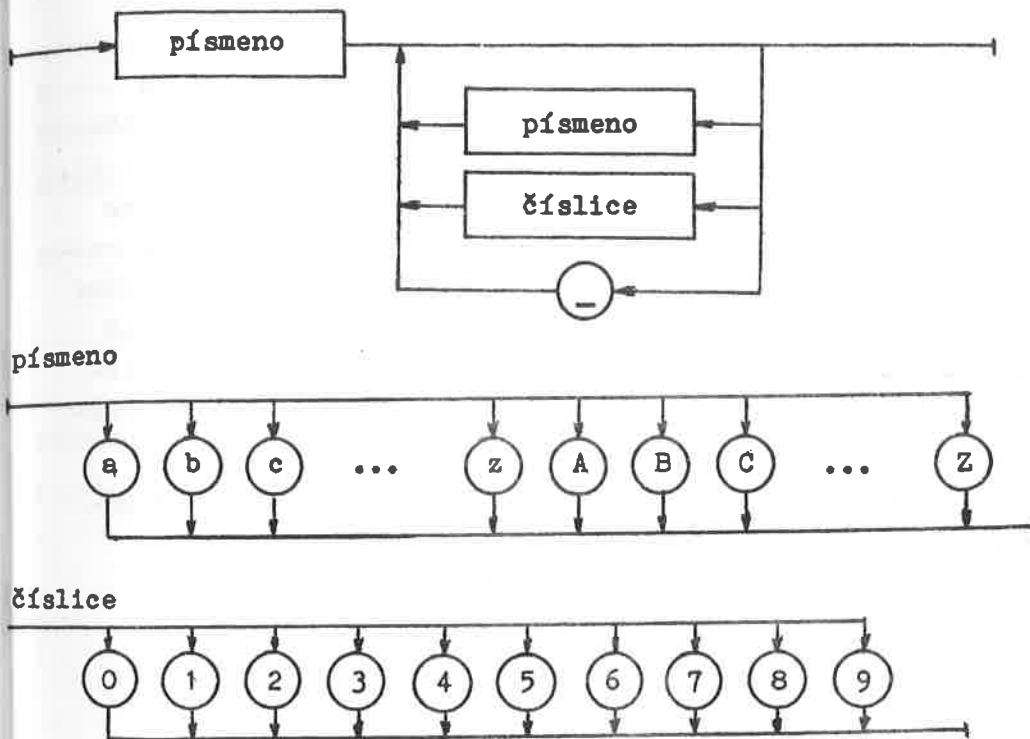 písmeno
písmeno
číslice
_
písmeno
a b c ... z A B C ... Z
číslice
0 1 2 3 4 5 6 7 8 9